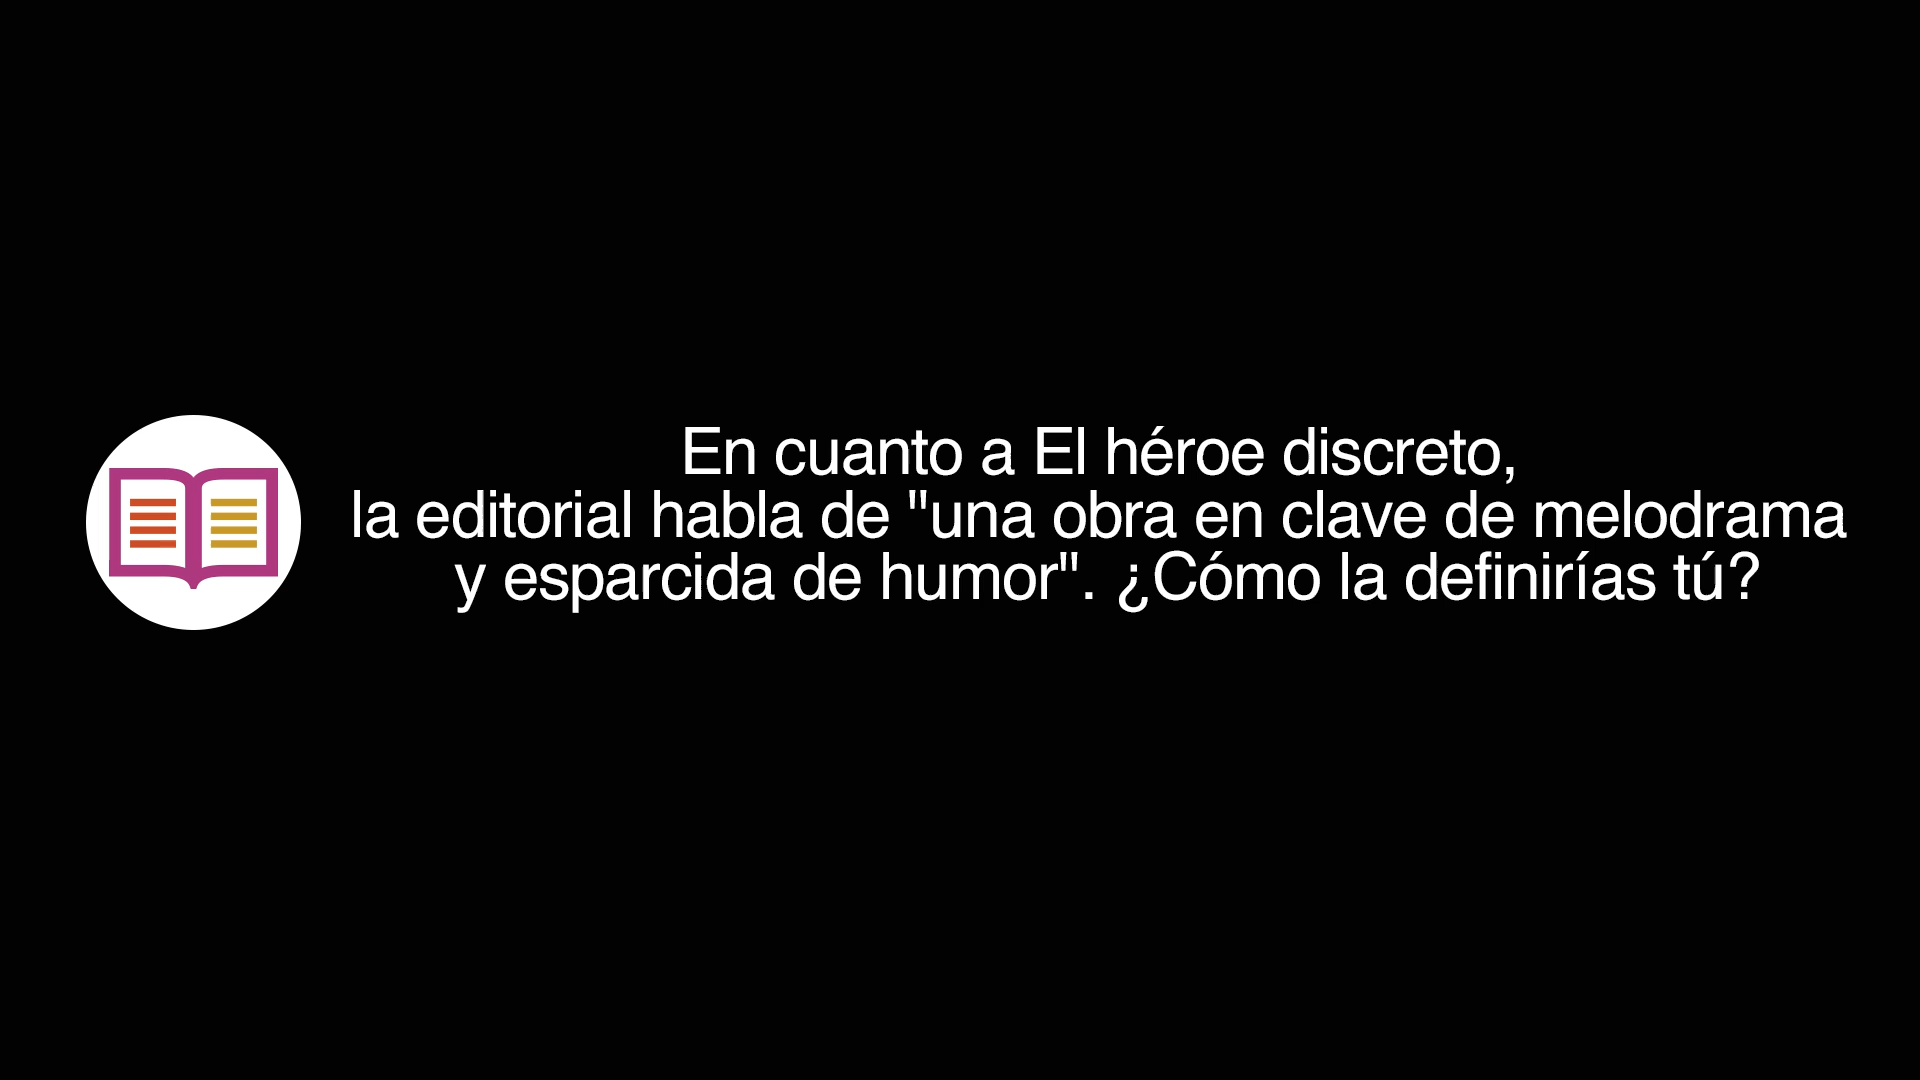 En cuanto a El héroe discreto,
la editorial habla de "una obra en clave de melodrama
y esparcida de humor". ¿Cómo la definirías tú?